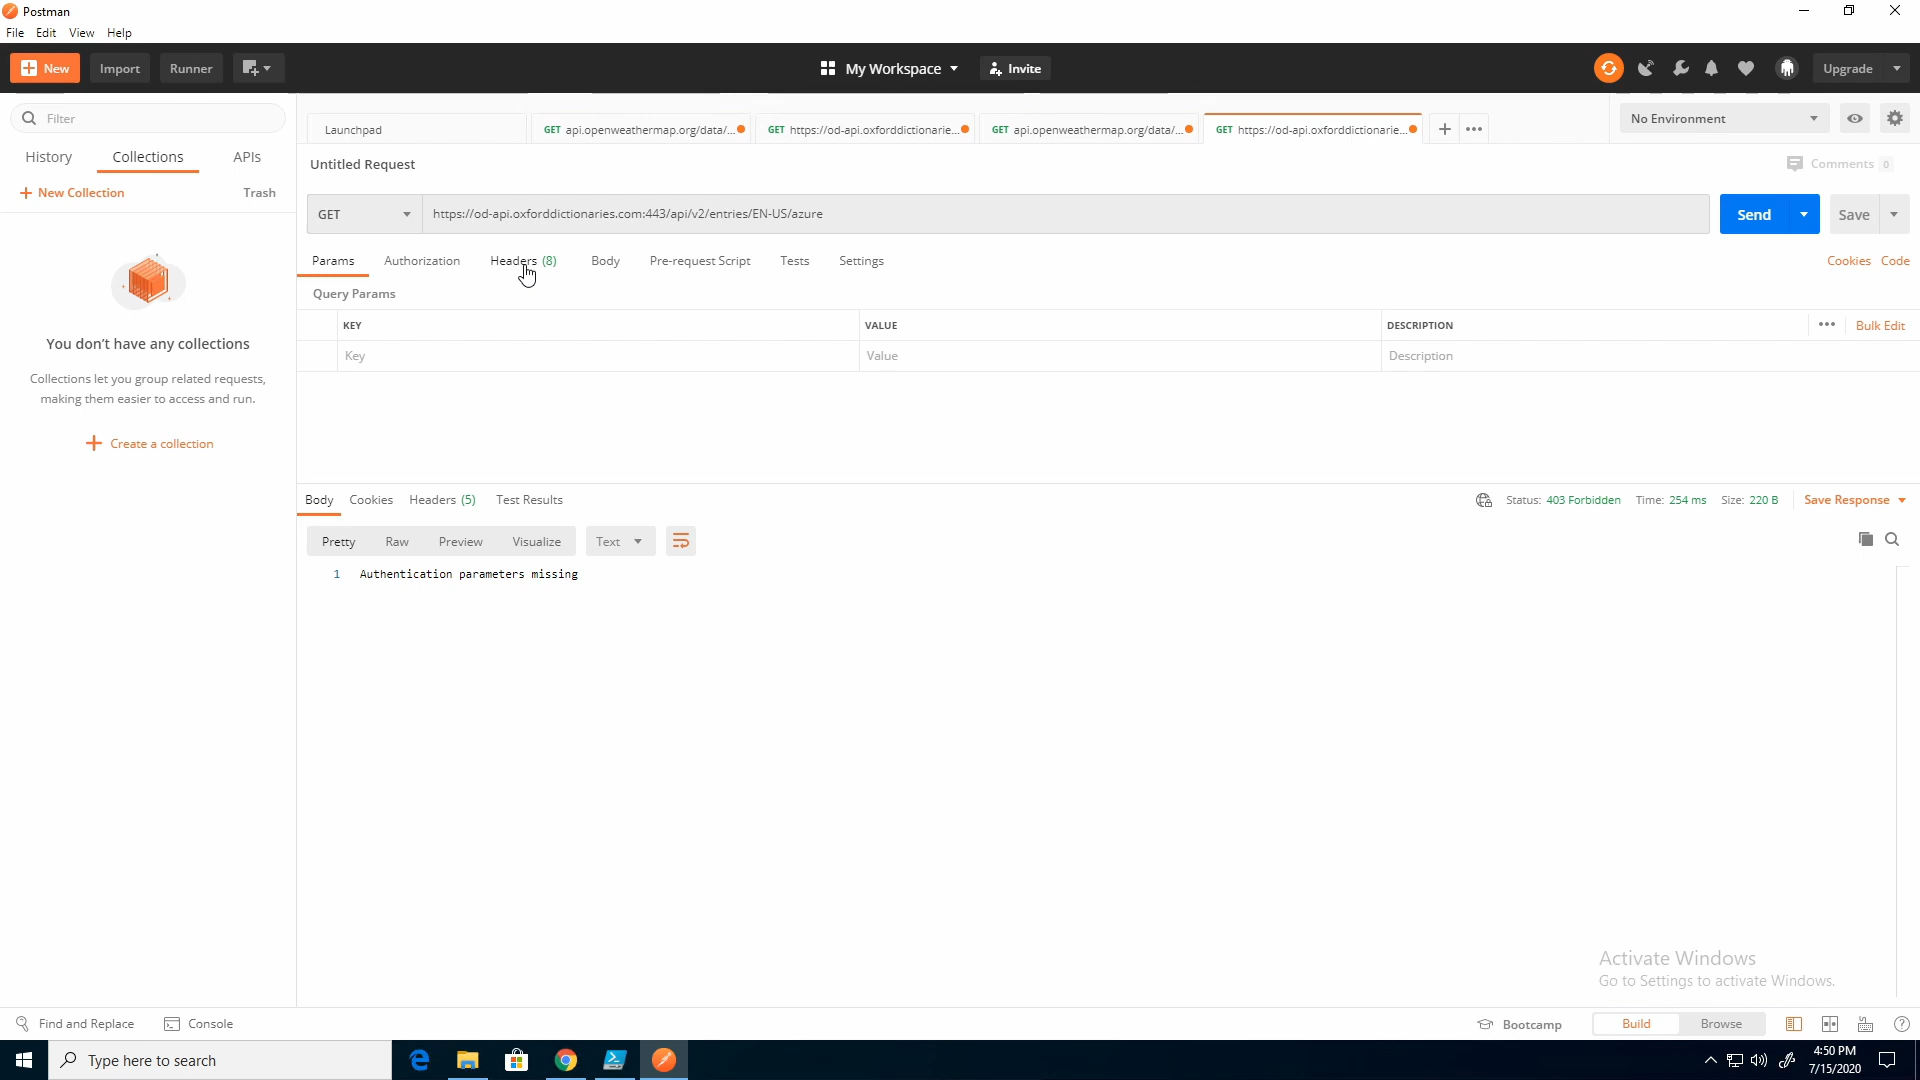 Postman
File Edit View Help
New Import Runner My Workspace Invite Upgrade
Filter
Launchpad GET api.openweathermap.org/data/... GET https://od-api.oxforddictionarie... GET api.openweathermap.org/data/... GET https://od-api.oxforddictionarie... No Environment
History Collections APIs
Untitled Request Comments 0
New Collection Trash
GET https://od-api.oxforddictionaries.com:443/api/v2/entries/EN-US/azure Send Save
Params Authorization Headers (8) Body Pre-request Script Tests Settings Cookies Code
Query Params
KEY VALUE DESCRIPTION Bulk Edit
Key Value Description
You don't have any collections
Collections let you group related requests,
making them easier to access and run.
Create a collection
Body Cookies Headers (5) Test Results Status: 403 Forbidden Time: 254 ms Size: 220 B Save Response
Pretty Raw Preview Visualize Text
1 Authentication parameters missing
Activate Windows
Go to Settings to activate Windows.
Find and Replace Console Bootcamp Build Browse
Type here to search
4:50 PM
7/15/2020